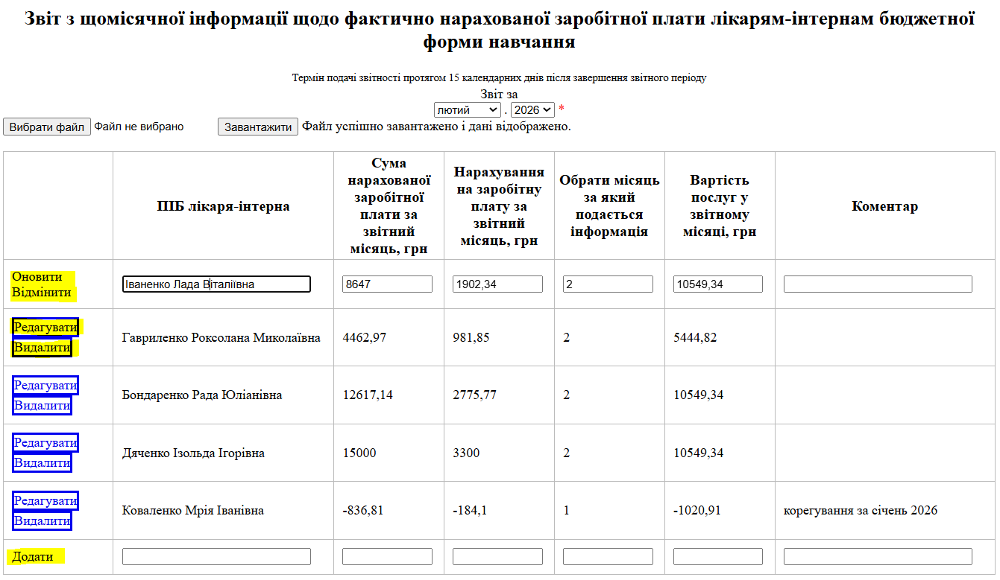 Звіт з щомісячної інформації щодо фактично нарахованої заробітної плати лікарям-інтернам бюджетної
форми навчання
Термін подачі звітності протягом 15 календарних днів після завершення звітного періоду
Звіт за
лютий . 2026 *
Вибрати файл Файл не вибрано Завантажити Файл успішно завантажено і дані відображено.
ПІБ лікаря-інтерна
Сума
нарахованої
заробітної
плати за
звітний
місяць, грн
Нарахування
на заробітну
плату за
звітний
місяць, грн
Обрати місяць
за який
подається
інформація
Вартість
послуг у
звітному
місяці, грн
Коментар
Оновити
Відмінити
Іваненко Лада Віталіївна 8647 1902,34 2 10549,34
Редагувати
Видалити
Гавриленко Роксолана Миколаївна 4462,97 981,85 2 5444,82
Редагувати
Видалити
Бондаренко Рада Юліанівна 12617,14 2775,77 2 10549,34
Редагувати
Видалити
Дяченко Ізольда Ігорівна 15000 3300 2 10549,34
Редагувати
Видалити
Коваленко Мрія Іванівна -836,81 -184,1 1 -1020,91 корегування за січень 2026
Додати